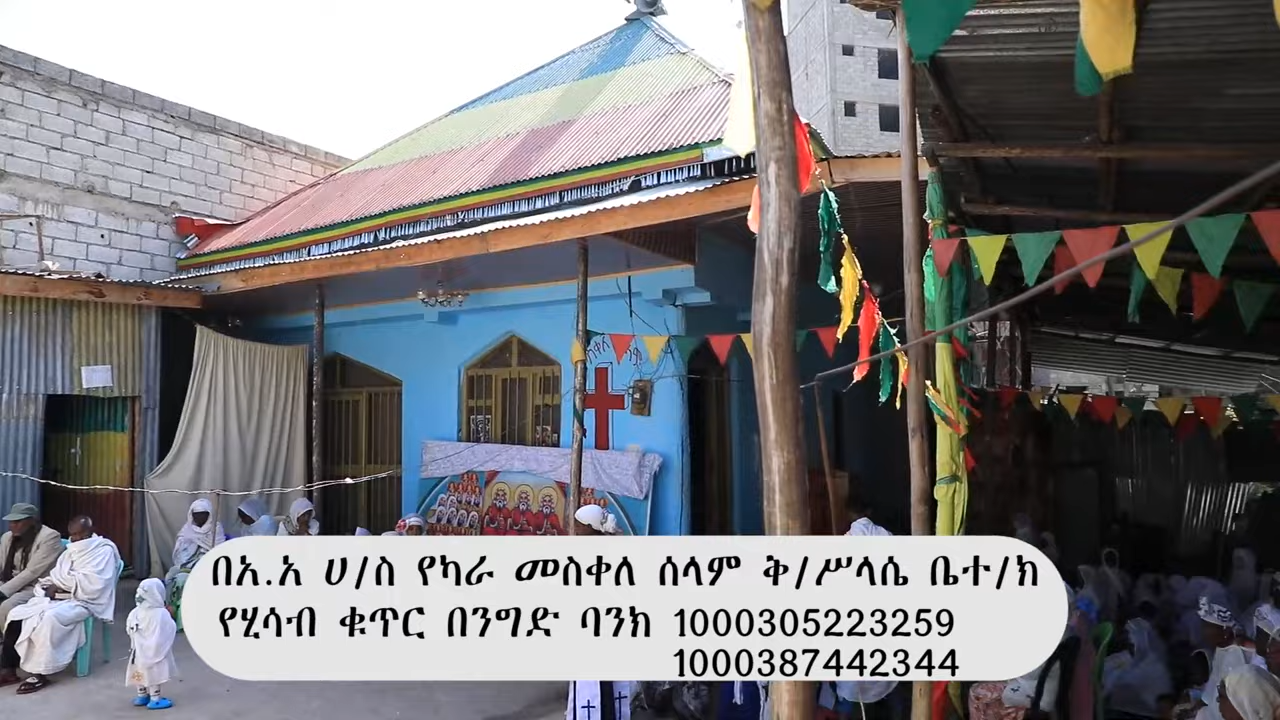 በአ.አ ሀ/ስ የካራ መስቀለ ሰላም ቅ/ሥላሴ ቤተ/ክ
የሂሳብ ቁጥር በንግድ ባንክ 1000305223259
1000387442344